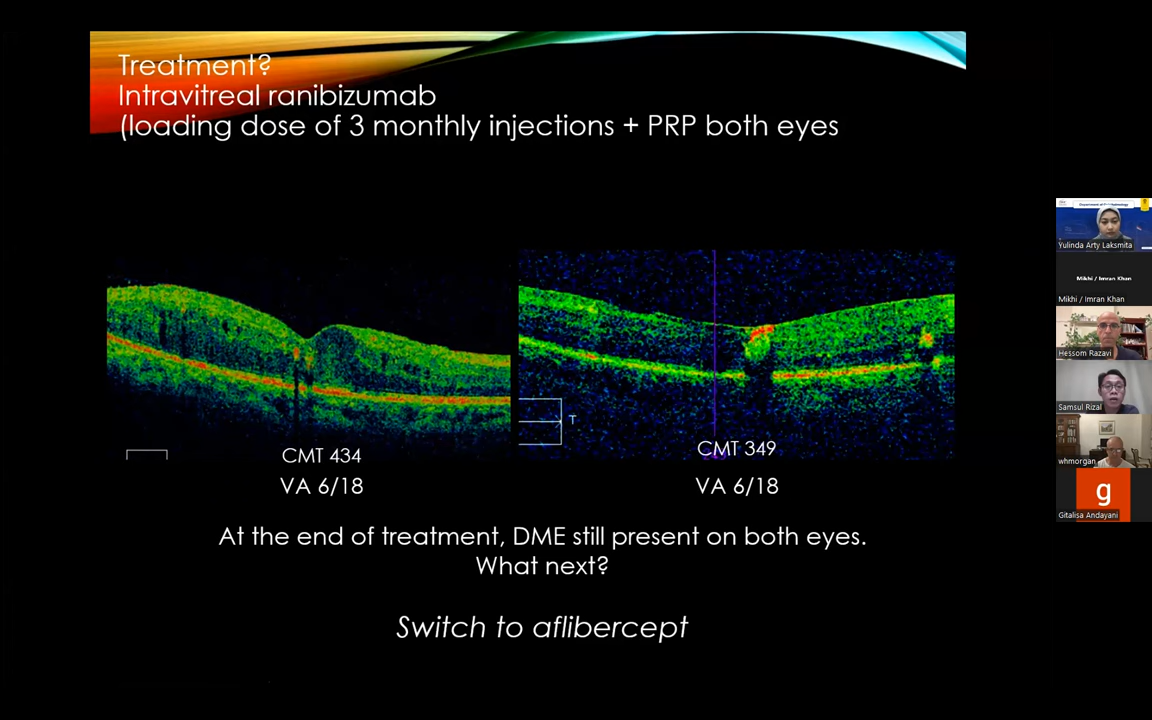 Treatment?
Intravitreal ranibizumab
(loading dose of 3 monthly injections + PRP both eyes
T
CMT 434
VA 6/18
CMT 349
VA 6/18
At the end of treatment, DME still present on both eyes.
What next?
Switch to aflibercept
Yulinda Arty Laksmita
Mikhi / Imran Khan
Mikhi / Imran Khan
Hessom Razavi
Samsul Rizal
whmorgan
g
Gitalisa Andayani